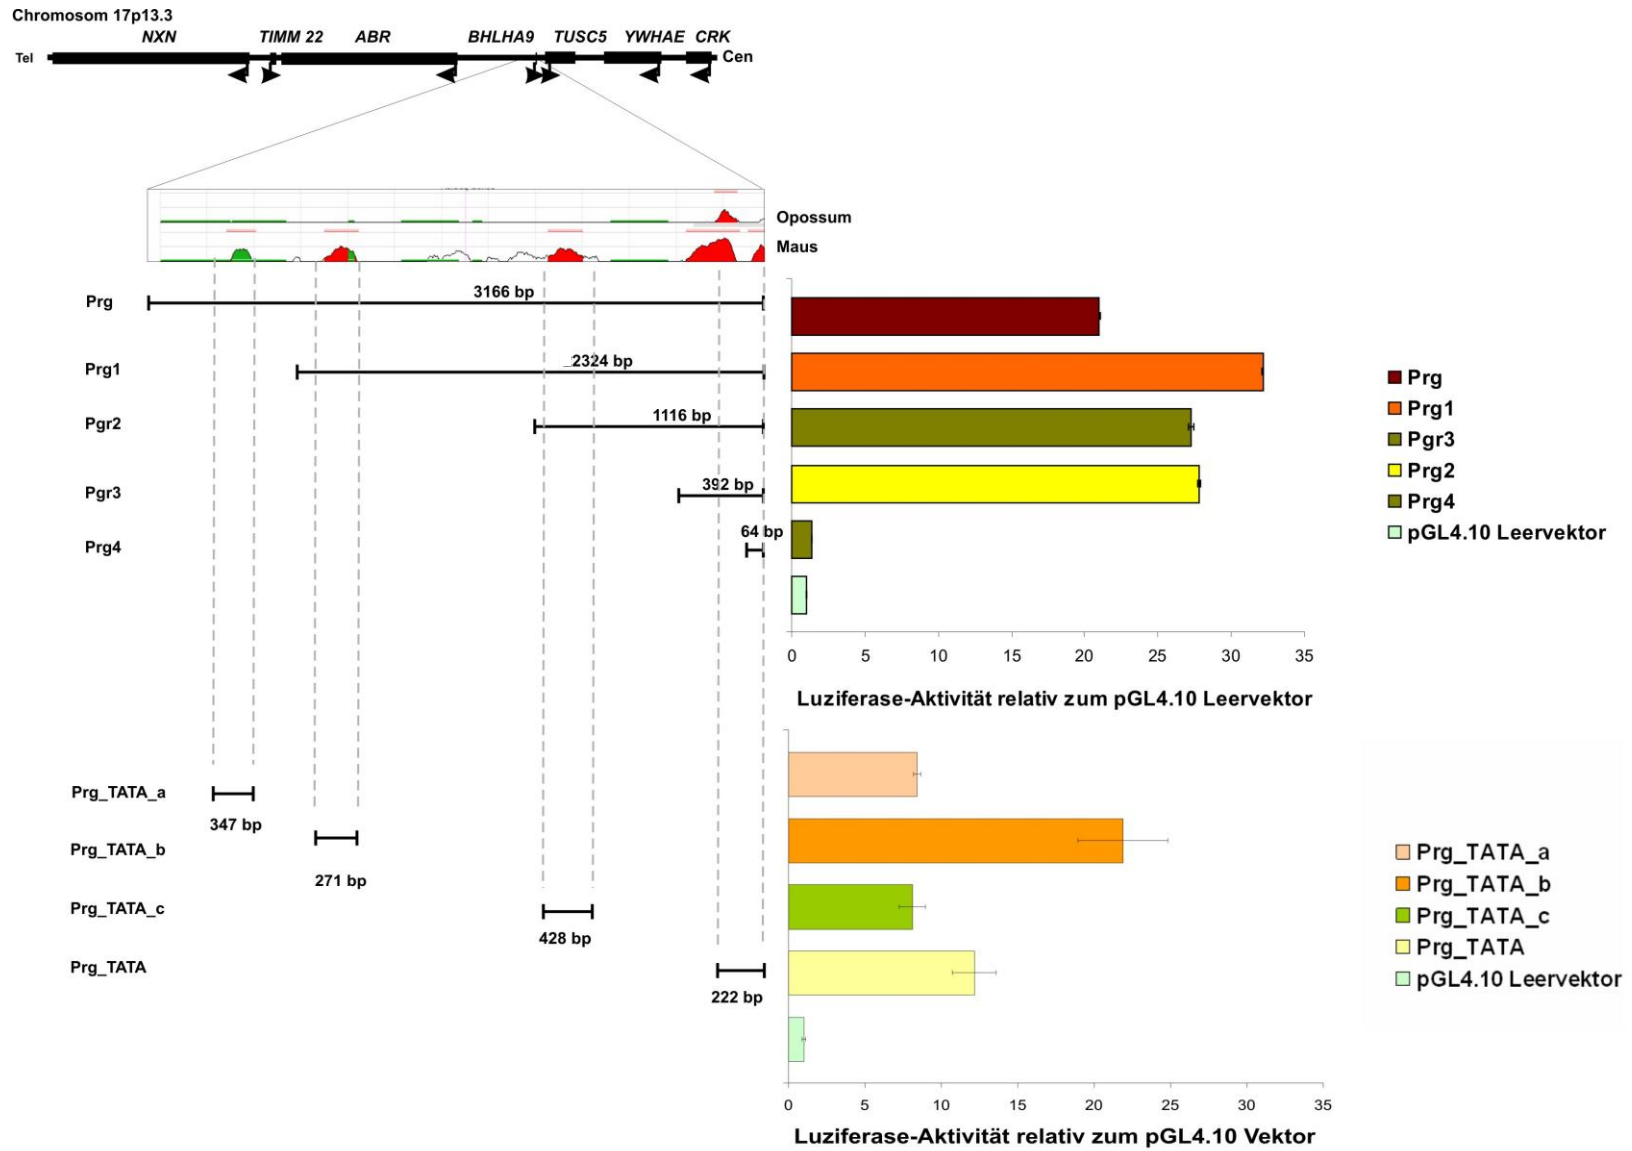 Chromosom 17p13.3
NXN TIMM 22 ABR BHLHA9 TUSC5 YWHAE CRK
Tel Cen
Opossum
Maus
Prg 3166 bp
Prg1 2324 bp
Pgr2 1116 bp
Pgr3 392 bp
Prg4 64 bp
Prg
Prg1
Pgr3
Prg2
Prg4
pGL4.10 Leervektor
0 5 10 15 20 25 30 35
Luziferase-Aktivität relativ zum pGL4.10 Leervektor
Prg_TATA_a
347 bp
Prg_TATA_b
271 bp
Prg_TATA_c
428 bp
Prg_TATA
222 bp
Prg_TATA_a
Prg_TATA_b
Prg_TATA_c
Prg_TATA
pGL4.10 Leervektor
0 5 10 15 20 25 30 35
Luziferase-Aktivität relativ zum pGL4.10 Vektor